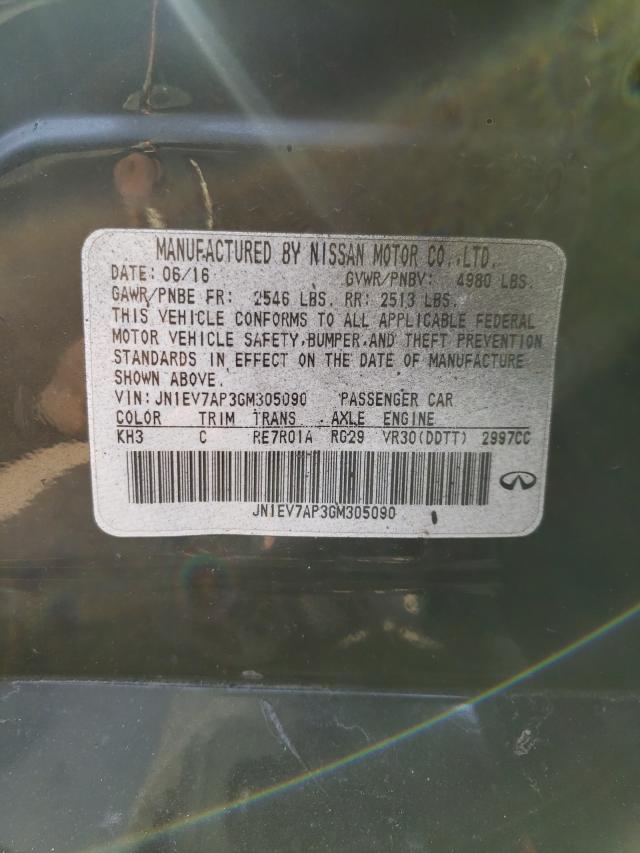 MANUFACTURED BY NISSAN MOTOR CO.,LTD.
DATE: 06/16 GVWR/PNBV: 4980 LBS.
GAWR/PNBE FR: 2546 LBS. RR: 2513 LBS.
THIS VEHICLE CONFORMS TO ALL APPLICABLE FEDERAL
MOTOR VEHICLE SAFETY,BUMPER,AND THEFT PREVENTION
STANDARDS IN EFFECT ON THE DATE OF MANUFACTURE
SHOWN ABOVE.
VIN: JN1EV7AP3GM305090 PASSENGER CAR
COLOR TRIM TRANS AXLE ENGINE
KH3 C RE7R01A RG29 VR30(DDTT) 2997CC
JN1EV7AP3GM305090